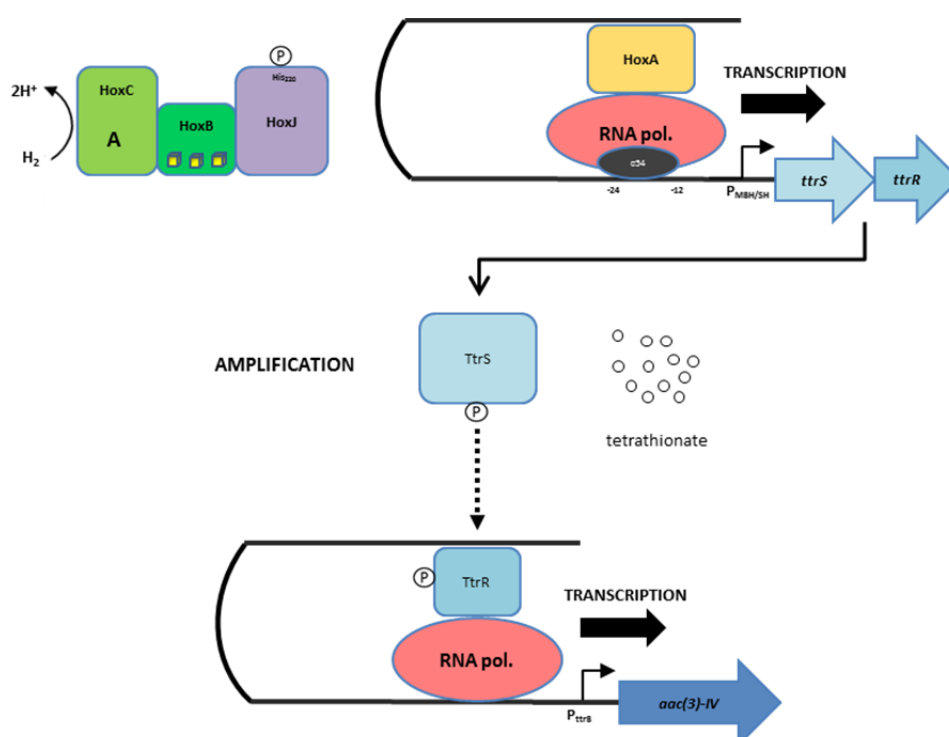 P
HoxC
His220
2H⁺
A
HoxB
HoxJ
H₂
HoxA
TRANSCRIPTION
RNA pol.
σ54
-24
-12
P_MBH/SH
ttrS
ttrR
AMPLIFICATION
TtrS
P
tetrathionate
P
TtrR
TRANSCRIPTION
RNA pol.
P_ttrB
aac(3)-IV